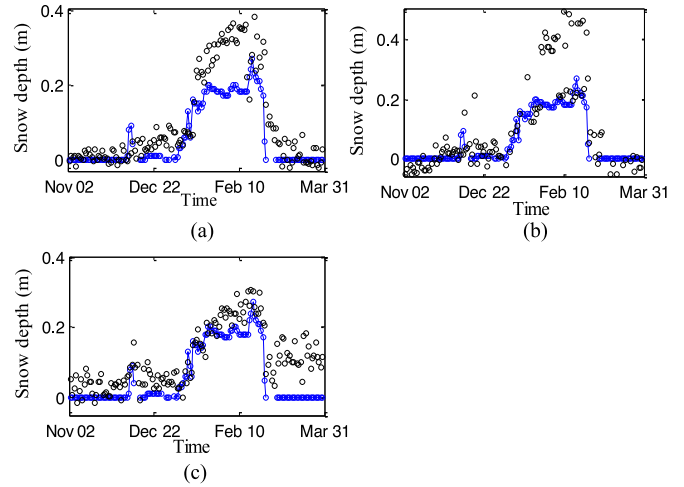 Snow depth (m)
0.4
0.2
0
Nov 02 Dec 22 Feb 10 Mar 31
Time
(a)
Snow depth (m)
0.4
0.2
0
Nov 02 Dec 22 Feb 10 Mar 31
Time
(b)
Snow depth (m)
0.4
0.2
0
Nov 02 Dec 22 Feb 10 Mar 31
Time
(c)